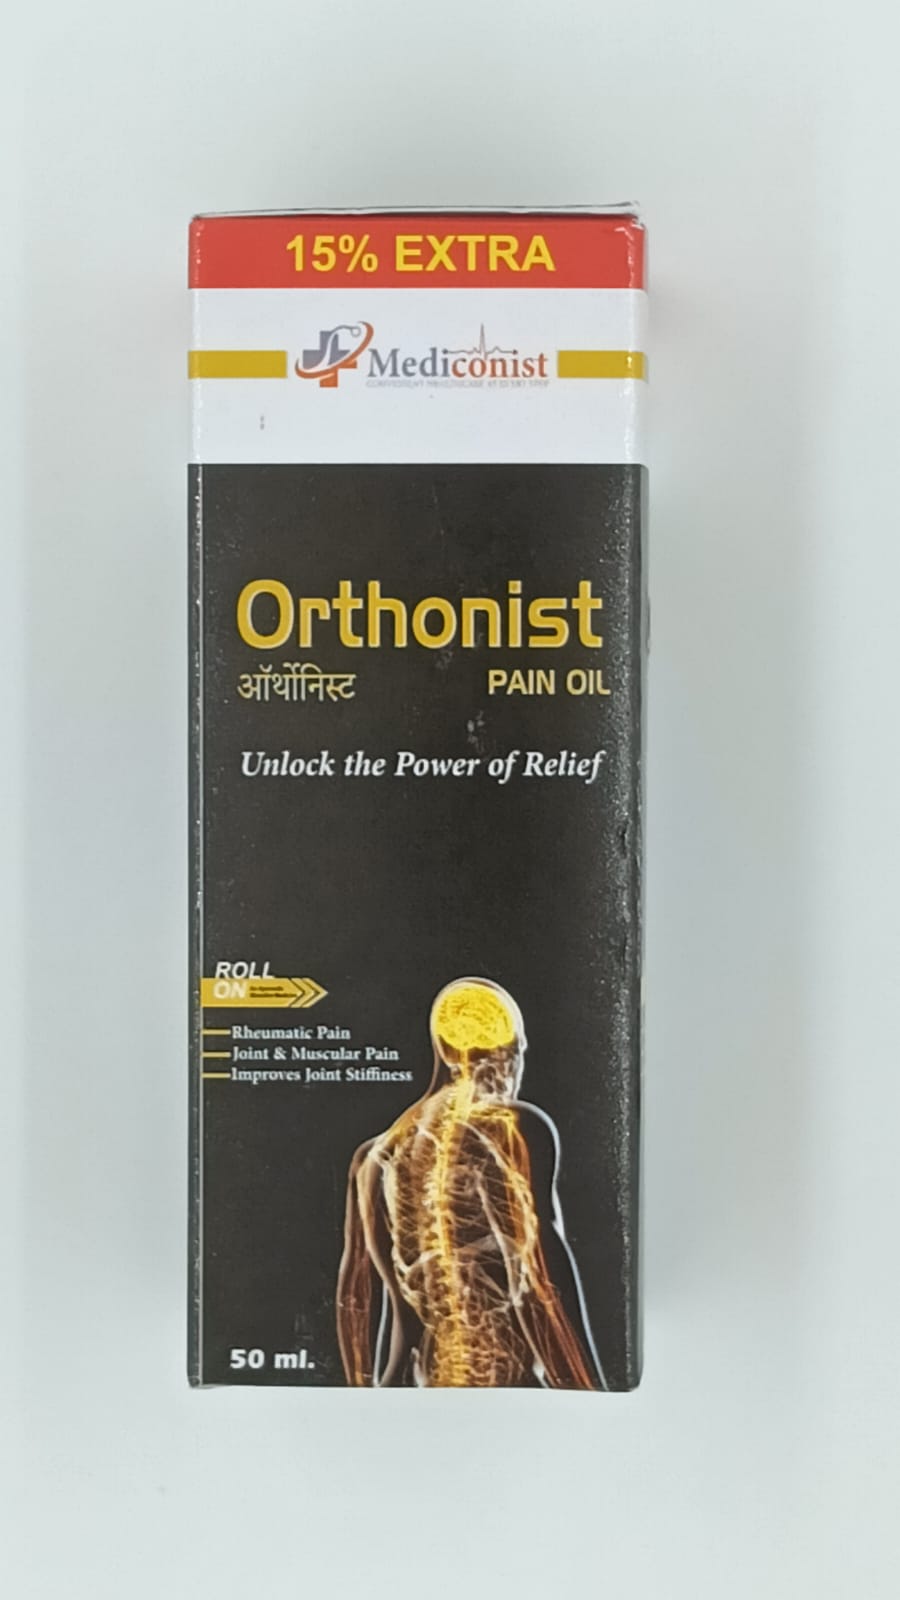 15% EXTRA
Mediconist
Orthonist
ऑर्थोनिस्ट PAIN OIL
Unlock the Power of Relief
ROLL
ON
Rheumatic Pain
Joint & Muscular Pain
Improves Joint Stiffiness
50 ml.